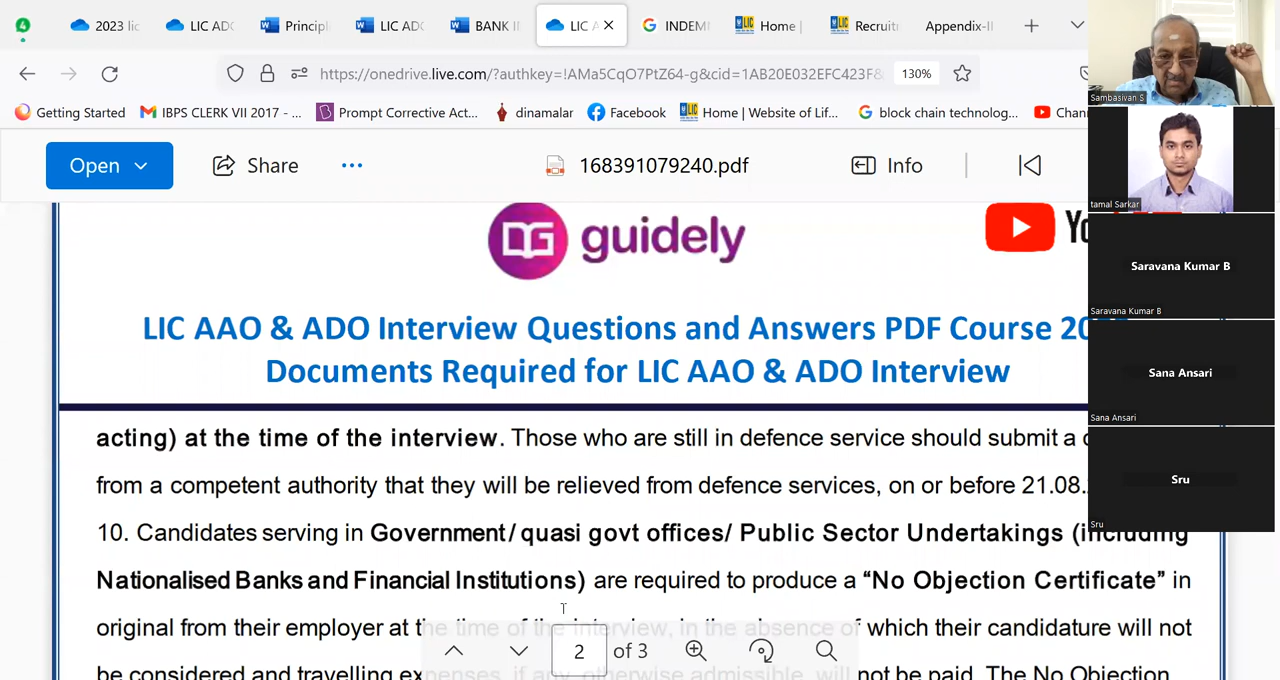 4
2023 lic
LIC ADO
Principl
LIC ADO
BANK I
LIC A
INDEM
Home |
Recruit
Appendix-II
https://onedrive.live.com/?authkey=!AMa5CqO7PtZ64-g&cid=1AB20E032EFC423F&
130%
Getting Started
IBPS CLERK VII 2017 - ...
Prompt Corrective Act...
dinamalar
Facebook
Home | Website of Lif...
block chain technolog...
Chan
Open
Share
168391079240.pdf
Info
DG guidely
LIC AAO & ADO Interview Questions and Answers PDF Course 20
Documents Required for LIC AAO & ADO Interview
acting) at the time of the interview. Those who are still in defence service should submit a
from a competent authority that they will be relieved from defence services, on or before 21.08.
10. Candidates serving in Government/ quasi govt offices/ Public Sector Undertakings (including
Nationalised Banks and Financial Institutions) are required to produce a “No Objection Certificate” in
original from their employer at the time of the interview, in the absence of which their candidature will not
be considered and travelling expenses, if any, otherwise admissible, will not be paid. The No Objection
2 of 3
Sambasivan S
tamal Sarkar
Saravana Kumar B
Saravana Kumar B
Sana Ansari
Sana Ansari
Sru
Sru